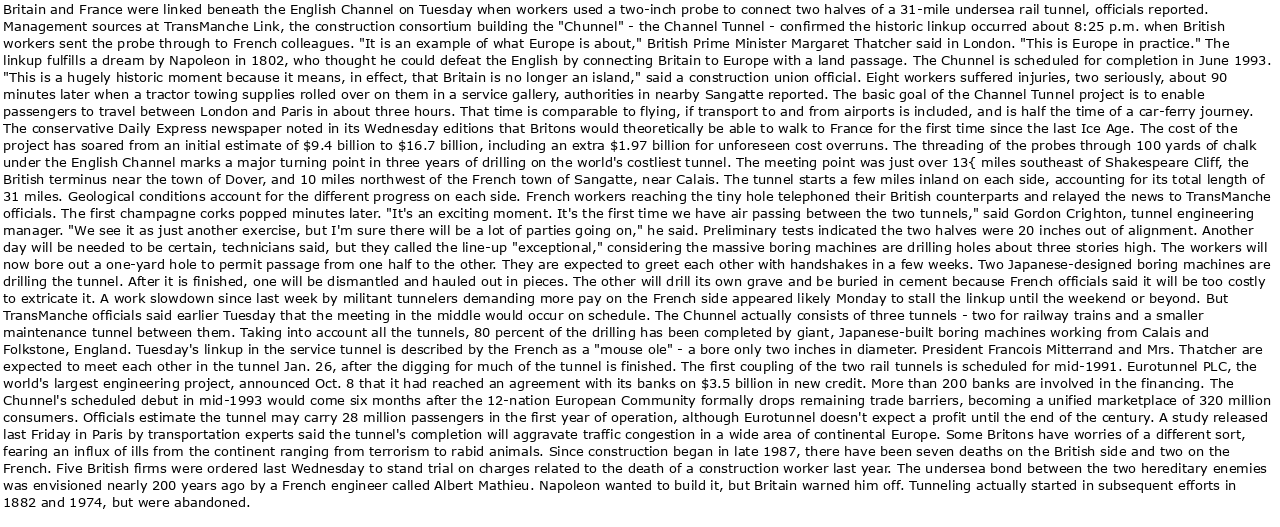 Britain and France were linked beneath the English Channel on Tuesday when workers used a two-inch probe to connect two halves of a 31-mile undersea rail tunnel, officials reported.
Management sources at TransManche Link, the construction consortium building the "Chunnel" - the Channel Tunnel - confirmed the historic linkup occurred about 8:25 p.m. when British
workers sent the probe through to French colleagues. "It is an example of what Europe is about," British Prime Minister Margaret Thatcher said in London. "This is Europe in practice." The
linkup fulfills a dream by Napoleon in 1802, who thought he could defeat the English by connecting Britain to Europe with a land passage. The Chunnel is scheduled for completion in June 1993.
"This is a hugely historic moment because it means, in effect, that Britain is no longer an island," said a construction union official. Eight workers suffered injuries, two seriously, about 90
minutes later when a tractor towing supplies rolled over on them in a service gallery, authorities in nearby Sangatte reported. The basic goal of the Channel Tunnel project is to enable
passengers to travel between London and Paris in about three hours. That time is comparable to flying, if transport to and from airports is included, and is half the time of a car-ferry journey.
The conservative Daily Express newspaper noted in its Wednesday editions that Britons would theoretically be able to walk to France for the first time since the last Ice Age. The cost of the
project has soared from an initial estimate of $9.4 billion to $16.7 billion, including an extra $1.97 billion for unforeseen cost overruns. The threading of the probes through 100 yards of chalk
under the English Channel marks a major turning point in three years of drilling on the world's costliest tunnel. The meeting point was just over 13{ miles southeast of Shakespeare Cliff, the
British terminus near the town of Dover, and 10 miles northwest of the French town of Sangatte, near Calais. The tunnel starts a few miles inland on each side, accounting for its total length of
31 miles. Geological conditions account for the different progress on each side. French workers reaching the tiny hole telephoned their British counterparts and relayed the news to TransManche
officials. The first champagne corks popped minutes later. "It's an exciting moment. It's the first time we have air passing between the two tunnels," said Gordon Crighton, tunnel engineering
manager. "We see it as just another exercise, but I'm sure there will be a lot of parties going on," he said. Preliminary tests indicated the two halves were 20 inches out of alignment. Another
day will be needed to be certain, technicians said, but they called the line-up "exceptional," considering the massive boring machines are drilling holes about three stories high. The workers will
now bore out a one-yard hole to permit passage from one half to the other. They are expected to greet each other with handshakes in a few weeks. Two Japanese-designed boring machines are
drilling the tunnel. After it is finished, one will be dismantled and hauled out in pieces. The other will drill its own grave and be buried in cement because French officials said it will be too costly
to extricate it. A work slowdown since last week by militant tunnelers demanding more pay on the French side appeared likely Monday to stall the linkup until the weekend or beyond. But
TransManche officials said earlier Tuesday that the meeting in the middle would occur on schedule. The Chunnel actually consists of three tunnels - two for railway trains and a smaller
maintenance tunnel between them. Taking into account all the tunnels, 80 percent of the drilling has been completed by giant, Japanese-built boring machines working from Calais and
Folkstone, England. Tuesday's linkup in the service tunnel is described by the French as a "mouse ole" - a bore only two inches in diameter. President Francois Mitterrand and Mrs. Thatcher are
expected to meet each other in the tunnel Jan. 26, after the digging for much of the tunnel is finished. The first coupling of the two rail tunnels is scheduled for mid-1991. Eurotunnel PLC, the
world's largest engineering project, announced Oct. 8 that it had reached an agreement with its banks on $3.5 billion in new credit. More than 200 banks are involved in the financing. The
Chunnel's scheduled debut in mid-1993 would come six months after the 12-nation European Community formally drops remaining trade barriers, becoming a unified marketplace of 320 million
consumers. Officials estimate the tunnel may carry 28 million passengers in the first year of operation, although Eurotunnel doesn't expect a profit until the end of the century. A study released
last Friday in Paris by transportation experts said the tunnel's completion will aggravate traffic congestion in a wide area of continental Europe. Some Britons have worries of a different sort,
fearing an influx of ills from the continent ranging from terrorism to rabid animals. Since construction began in late 1987, there have been seven deaths on the British side and two on the
French. Five British firms were ordered last Wednesday to stand trial on charges related to the death of a construction worker last year. The undersea bond between the two hereditary enemies
was envisioned nearly 200 years ago by a French engineer called Albert Mathieu. Napoleon wanted to build it, but Britain warned him off. Tunneling actually started in subsequent efforts in
1882 and 1974, but were abandoned.